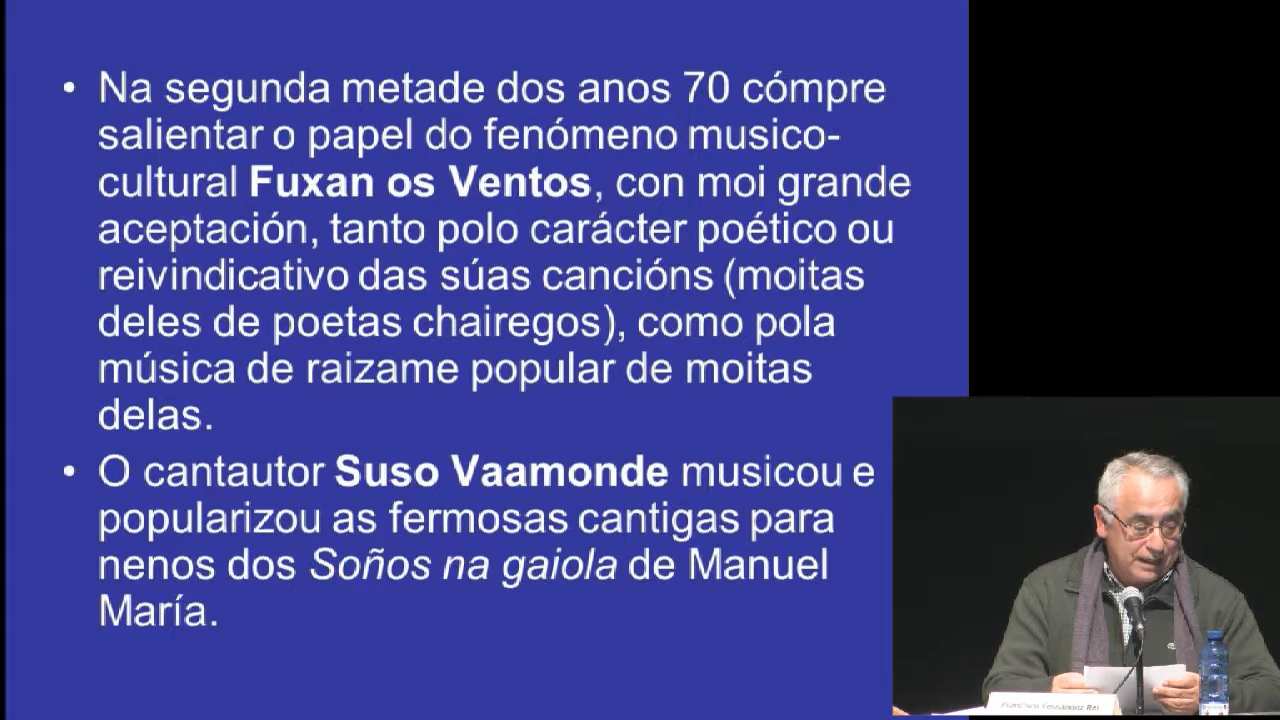 • Na segunda metade dos anos 70 cómpre
salientar o papel do fenómeno musico-
cultural Fuxan os Ventos, con moi grande
aceptación, tanto polo carácter poético ou
reivindicativo das súas cancións (moitas
deles de poetas chairegos), como pola
música de raizame popular de moitas
delas.
• O cantautor Suso Vaamonde musicou e
popularizou as fermosas cantigas para
nenos dos Soños na gaiola de Manuel
María.
Francisco Fernández Rei